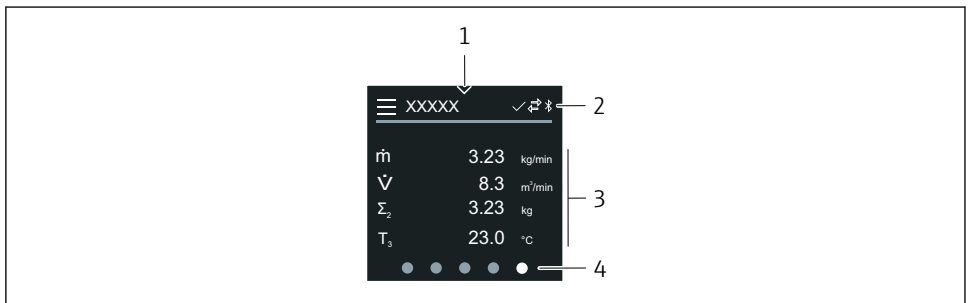 1
XXXXX
2
ṁ 3.23 kg/min
V̇ 8.3 m³/min
Σ₂ 3.23 kg
T₃ 23.0 °C
3
4